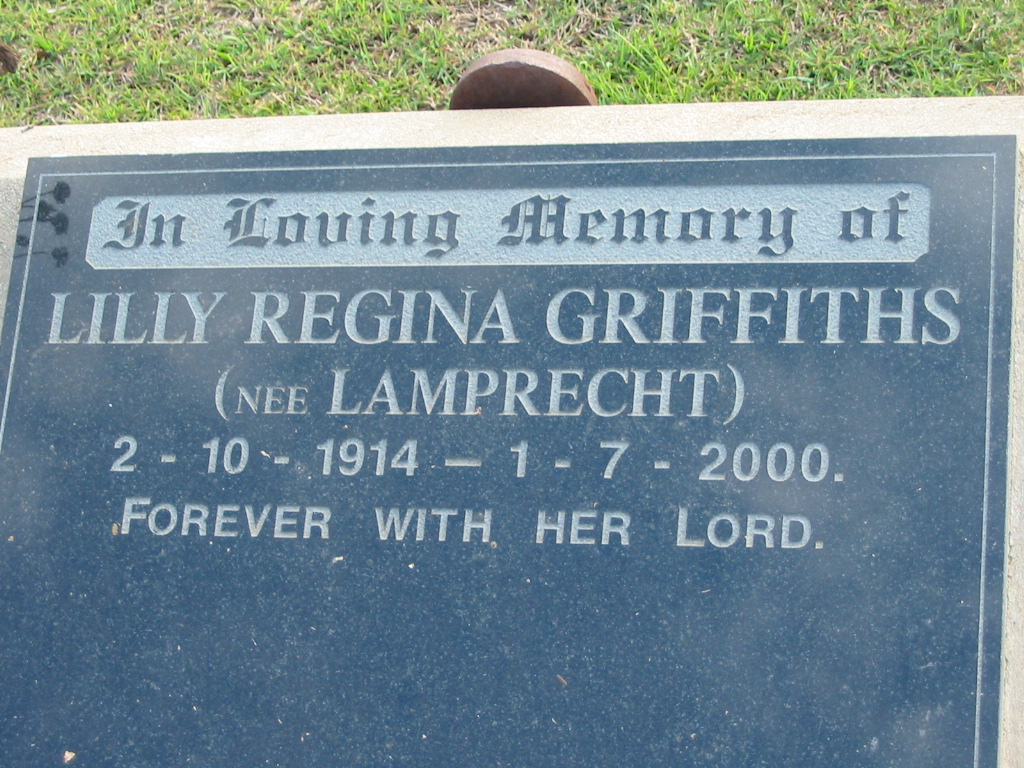 In Loving Memory of
LILLY REGINA GRIFFITHS
(NEE LAMPRECHT)
2 - 10 - 1914 — 1 - 7 - 2000.
FOREVER WITH HER LORD.